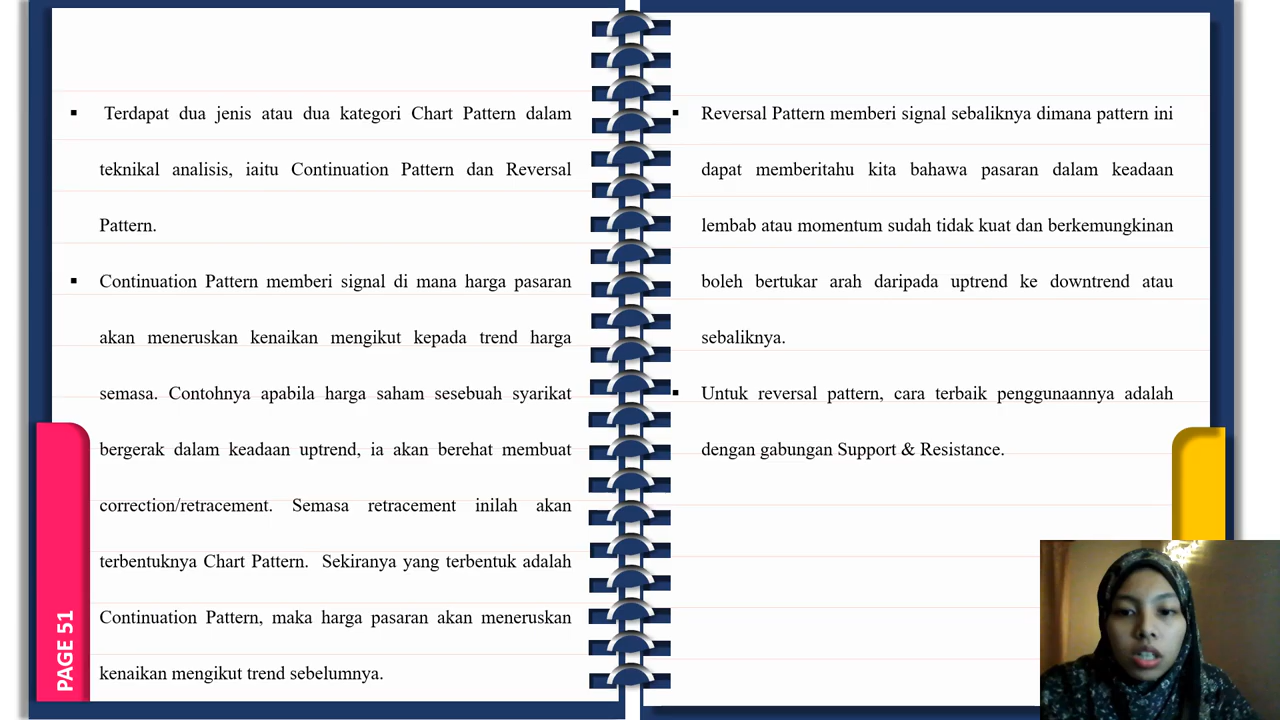 ▪ Terdapat dua jenis atau dua kategori Chart Pattern dalam
teknikal analisis, iaitu Continuation Pattern dan Reversal
Pattern.
▪ Continuation Pattern memberi signal di mana harga pasaran
akan meneruskan kenaikan mengikut kepada trend harga
semasa. Contohnya apabila harga saham sesebuah syarikat
bergerak dalam keadaan uptrend, ia akan berehat membuat
correction/retracement. Semasa retracement inilah akan
terbentuknya Chart Pattern. Sekiranya yang terbentuk adalah
Continuation Pattern, maka harga pasaran akan meneruskan
kenaikan mengikut trend sebelumnya.
PAGE 51
▪ Reversal Pattern memberi signal sebaliknya dimana pattern ini
dapat memberitahu kita bahawa pasaran dalam keadaan
lembab atau momentum sudah tidak kuat dan berkemungkinan
boleh bertukar arah daripada uptrend ke downtrend atau
sebaliknya.
▪ Untuk reversal pattern, cara terbaik penggunaannya adalah
dengan gabungan Support & Resistance.